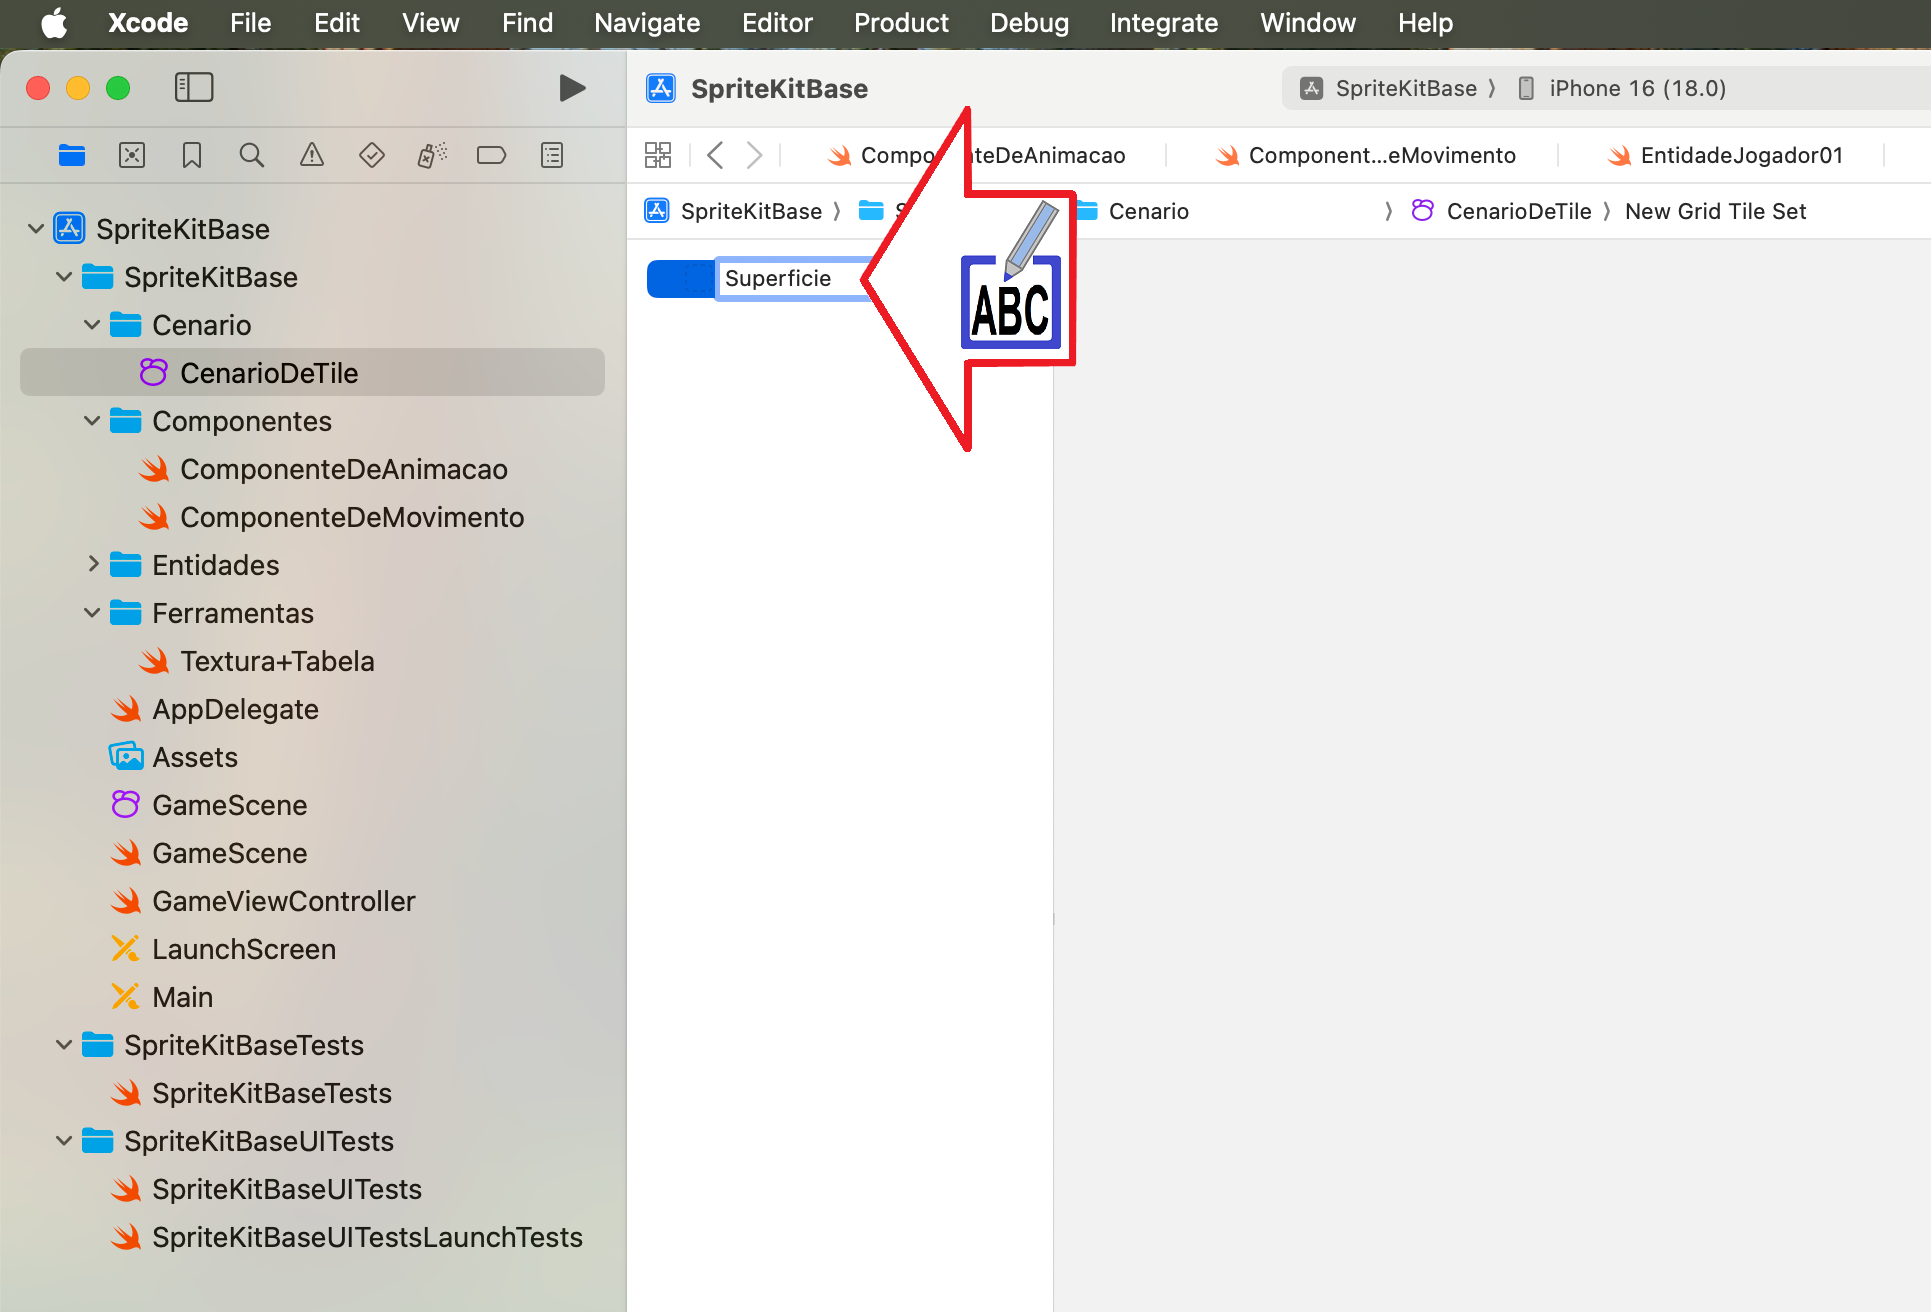 Xcode File Edit View Find Navigate Editor Product Debug Integrate Window Help
SpriteKitBase
SpriteKitBase 〉 iPhone 16 (18.0)
Compo teDeAnimacao
Component...eMovimento
EntidadeJogador01
SpriteKitBase 〉 Cenario 〉 CenarioDeTile 〉 New Grid Tile Set
Superficie
ABC
SpriteKitBase
SpriteKitBase
Cenario
CenarioDeTile
Componentes
ComponenteDeAnimacao
ComponenteDeMovimento
Entidades
Ferramentas
Textura+Tabela
AppDelegate
Assets
GameScene
GameScene
GameViewController
LaunchScreen
Main
SpriteKitBaseTests
SpriteKitBaseTests
SpriteKitBaseUITests
SpriteKitBaseUITests
SpriteKitBaseUITestsLaunchTests